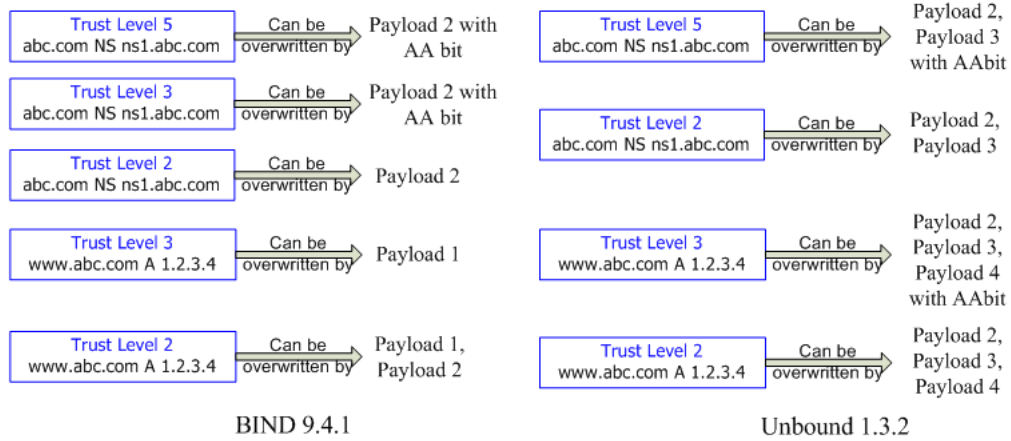 Trust Level 5
abc.com NS ns1.abc.com
Can be
overwritten by
Payload 2 with
AA bit
Trust Level 3
abc.com NS ns1.abc.com
Can be
overwritten by
Payload 2 with
AA bit
Trust Level 2
abc.com NS ns1.abc.com
Can be
overwritten by
Payload 2
Trust Level 3
www.abc.com A 1.2.3.4
Can be
overwritten by
Payload 1
Trust Level 2
www.abc.com A 1.2.3.4
Can be
overwritten by
Payload 1,
Payload 2
BIND 9.4.1
Trust Level 5
abc.com NS ns1.abc.com
Can be
overwritten by
Payload 2,
Payload 3
with AAbit
Trust Level 2
abc.com NS ns1.abc.com
Can be
overwritten by
Payload 2,
Payload 3
Trust Level 3
www.abc.com A 1.2.3.4
Can be
overwritten by
Payload 2,
Payload 3,
Payload 4
with AAbit
Trust Level 2
www.abc.com A 1.2.3.4
Can be
overwritten by
Payload 2,
Payload 3,
Payload 4
Unbound 1.3.2